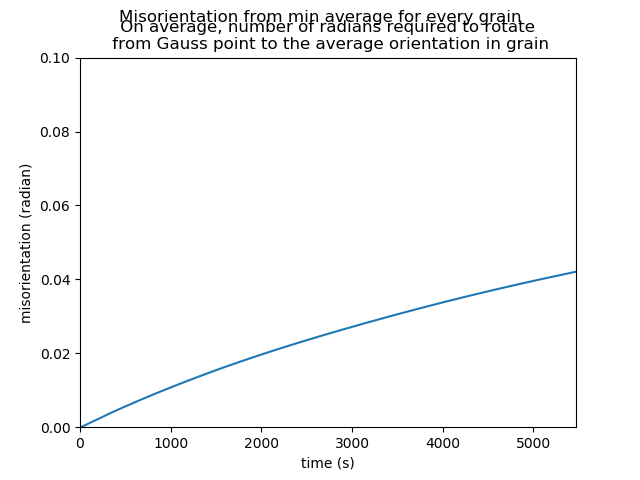 Misorientation from min average for every grain
On average, number of radians required to rotate
from Gauss point to the average orientation in grain
0.10
0.08
0.06
0.04
0.02
0.00
misorientation (radian)
0 1000 2000 3000 4000 5000
time (s)